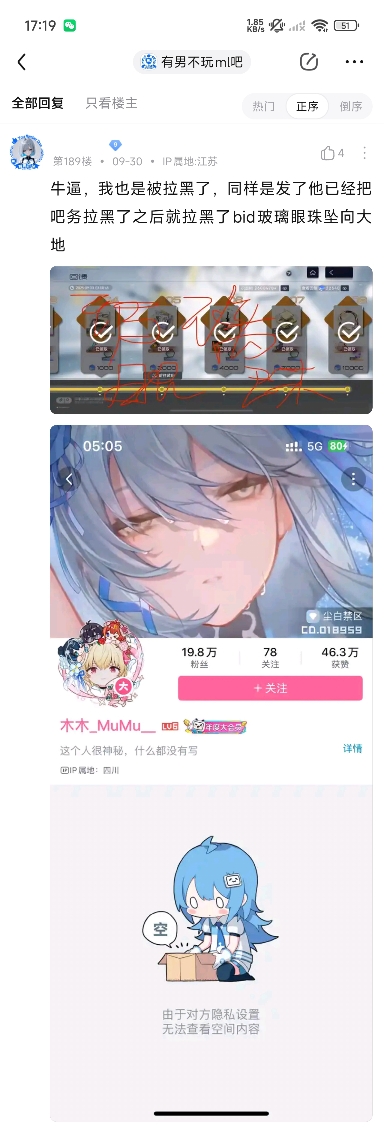 17:19
1.85
KB/s
51
有男不玩ml吧
全部回复 只看楼主
热门 正序 倒序
第189楼 • 09-30 • IP属地:江苏
4
牛逼，我也是被拉黑了，同样是发了他已经把
吧务拉黑了之后就拉黑了bid玻璃眼珠坠向大
地
05:05
5G 80
尘白禁区
CD.018959
19.8万 78 46.3万
粉丝 关注 获赞
+ 关注
大
木木_MuMu__ LV6 年度大会员
这个人很神秘，什么都没有写
详情
IP属地：四川
空
由于对方隐私设置
无法查看空间内容